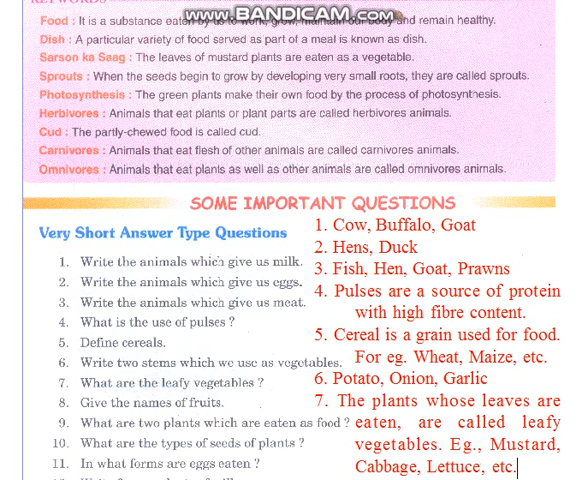 KEYWORDS
www.BANDICAM.com
Food : It is a substance eaten by us to work, grow, maintain our body and remain healthy.
Dish : A particular variety of food served as part of a meal is known as dish.
Sarson ka Saag : The leaves of mustard plants are eaten as a vegetable.
Sprouts : When the seeds begin to grow by developing very small roots, they are called sprouts.
Photosynthesis : The green plants make their own food by the process of photosynthesis.
Herbivores : Animals that eat plants or plant parts are called herbivores animals.
Cud : The partly-chewed food is called cud.
Carnivores : Animals that eat flesh of other animals are called carnivores animals.
Omnivores : Animals that eat plants as well as other animals are called omnivores animals.
SOME IMPORTANT QUESTIONS
Very Short Answer Type Questions
1. Write the animals which give us milk.
2. Write the animals which give us eggs.
3. Write the animals which give us meat.
4. What is the use of pulses ?
5. Define cereals.
6. Write two stems which we use as vegetables.
7. What are the leafy vegetables ?
8. Give the names of fruits.
9. What are two plants which are eaten as food ?
10. What are the types of seeds of plants ?
11. In what forms are eggs eaten ?
1. Cow, Buffalo, Goat
2. Hens, Duck
3. Fish, Hen, Goat, Prawns
4. Pulses are a source of protein
with high fibre content.
5. Cereal is a grain used for food.
For eg. Wheat, Maize, etc.
6. Potato, Onion, Garlic
7. The plants whose leaves are
eaten, are called leafy
vegetables. Eg., Mustard,
Cabbage, Lettuce, etc.